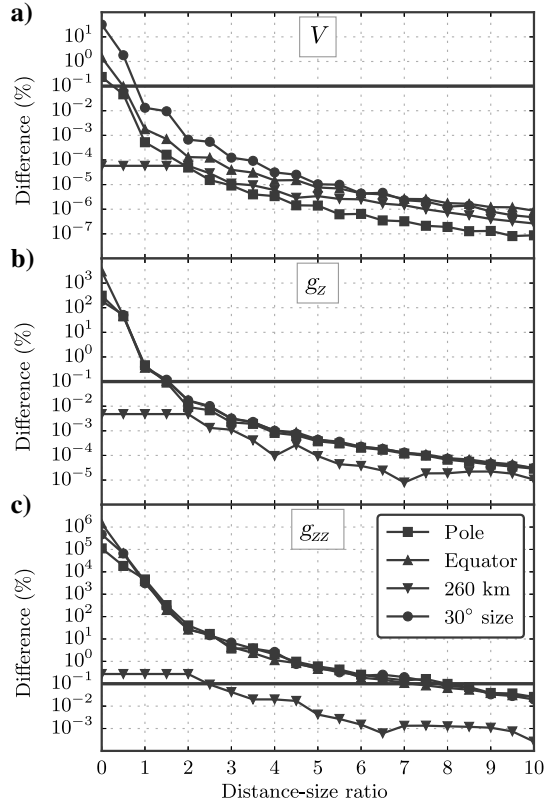 a)
V
Difference (%)
10^1
10^0
10^-1
10^-2
10^-3
10^-4
10^-5
10^-6
10^-7
b)
g_z
Difference (%)
10^3
10^2
10^1
10^0
10^-1
10^-2
10^-3
10^-4
10^-5
c)
g_zz
Difference (%)
10^6
10^5
10^4
10^3
10^2
10^1
10^0
10^-1
10^-2
10^-3
Pole
Equator
260 km
30° size
0 1 2 3 4 5 6 7 8 9 10
Distance-size ratio